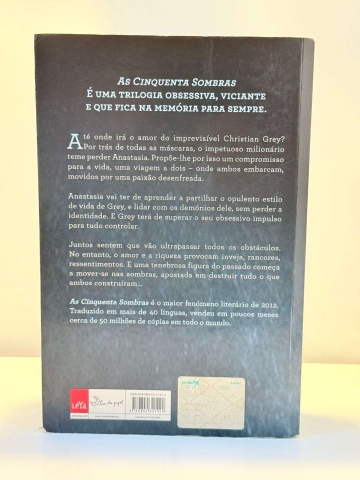 AS CINQUENTA SOMBRAS
É UMA TRILOGIA OBSESSIVA, VICIANTE
E QUE FICA NA MEMÓRIA PARA SEMPRE.
Até onde irá o amor do imprevisível Christian Grey?
Por trás de todas as máscaras, o impetuoso milionário
teme perder Anastasia. Propõe-lhe por isso um compromisso
para a vida, uma viagem a dois – onde ambos embarcam,
movidos por uma paixão desenfreada.
Anastasia vai ter de aprender a partilhar o opulento estilo
de vida de Grey, e lidar com os demónios dele, sem perder a
identidade. E Grey terá de superar o seu obsessivo impulso
para tudo controlar.
Juntos sentem que vão ultrapassar todos os obstáculos.
No entanto, o amor e a riqueza provocam inveja, rancores,
ressentimentos. E uma tenebrosa figura do passado começa
a mover-se nas sombras, apostada em destruir tudo o que
ambos construíram...
As Cinquenta Sombras é o maior fenómeno literário de 2012.
Traduzido em mais de 40 línguas, vendeu em poucos meses
cerca de 50 milhões de cópias em todo o mundo.
LeYa